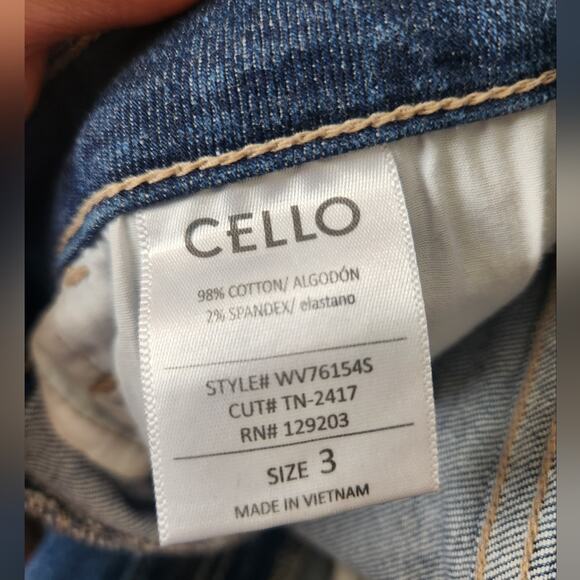 CELLO
98% COTTON/ ALGODÓN
2% SPANDEX/ elastano
STYLE# WV76154S
CUT# TN-2417
RN# 129203
SIZE 3
MADE IN VIETNAM